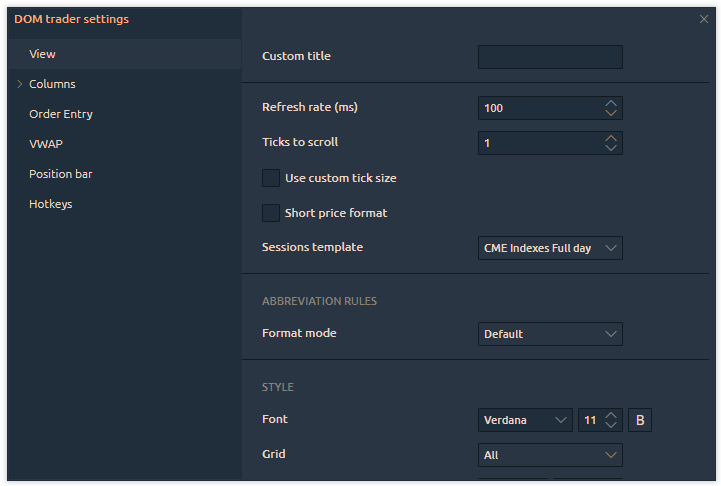 DOM trader settings
View
Columns
Order Entry
VWAP
Position bar
Hotkeys
Custom title
Refresh rate (ms) 100
Ticks to scroll 1
Use custom tick size
Short price format
Sessions template CME Indexes Full day
ABBREVIATION RULES
Format mode Default
STYLE
Font Verdana 11 B
Grid All